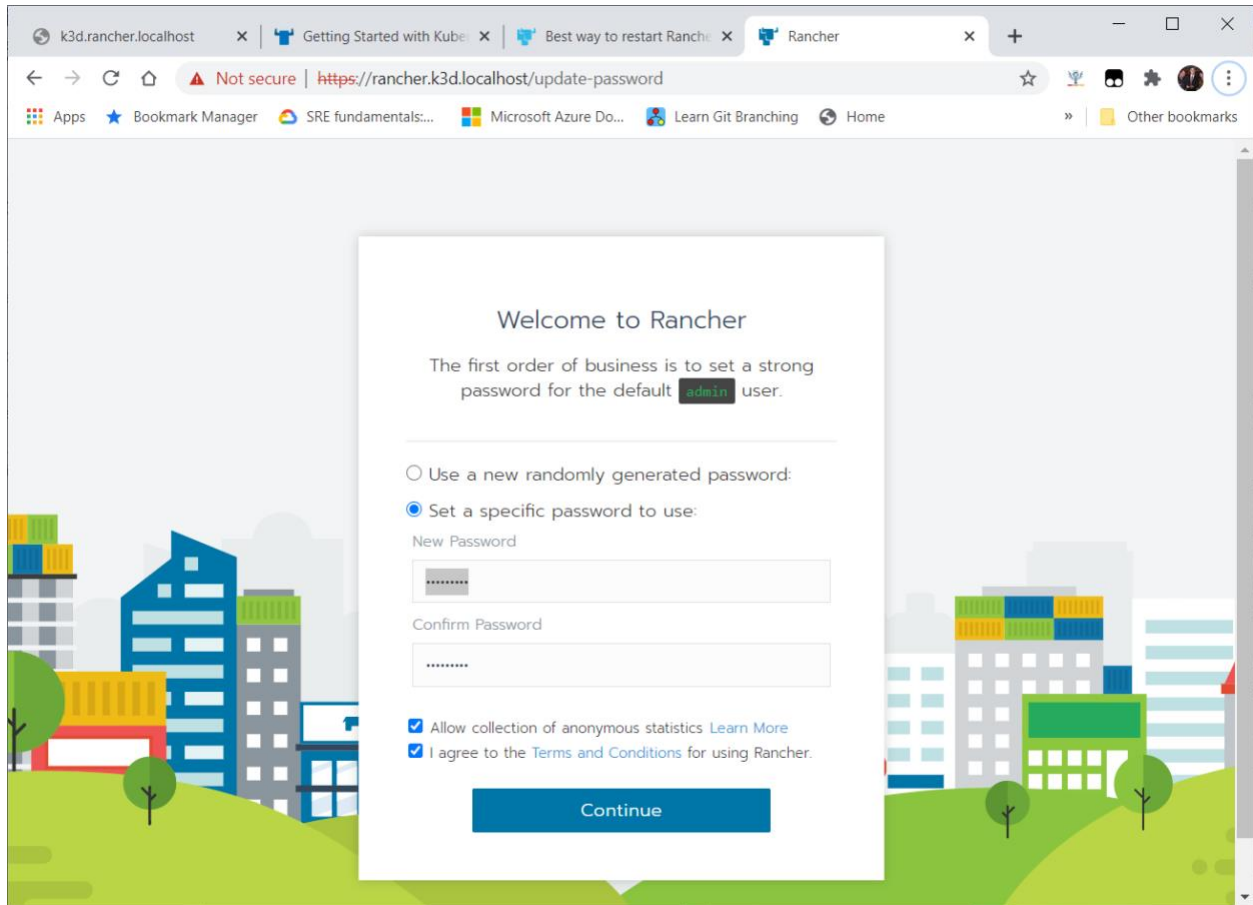 k3d.rancher.localhost
Getting Started with Kube
Best way to restart Ranche
Rancher
Not secure | https://rancher.k3d.localhost/update-password
Apps
Bookmark Manager
SRE fundamentals:...
Microsoft Azure Do...
Learn Git Branching
Home
»
Other bookmarks
Welcome to Rancher
The first order of business is to set a strong
password for the default admin user.
Use a new randomly generated password:
Set a specific password to use:
New Password
•••••••••
Confirm Password
•••••••••
Allow collection of anonymous statistics Learn More
I agree to the Terms and Conditions for using Rancher.
Continue